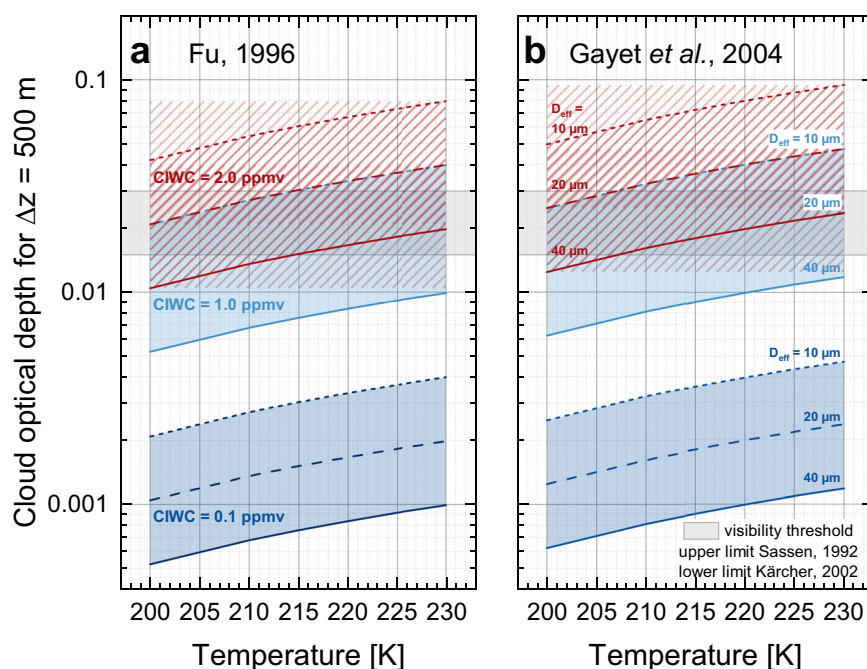 Cloud optical depth for Δz = 500 m
0.1
0.01
0.001
a Fu, 1996
CIWC = 2.0 ppmv
CIWC = 1.0 ppmv
CIWC = 0.1 ppmv
200 205 210 215 220 225 230
Temperature [K]
b Gayet et al., 2004
D_eff =
10 µm
D_eff = 10 µm
20 µm
20 µm
40 µm
40 µm
D_eff = 10 µm
20 µm
40 µm
visibility threshold
upper limit Sassen, 1992
lower limit Kärcher, 2002
200 205 210 215 220 225 230
Temperature [K]